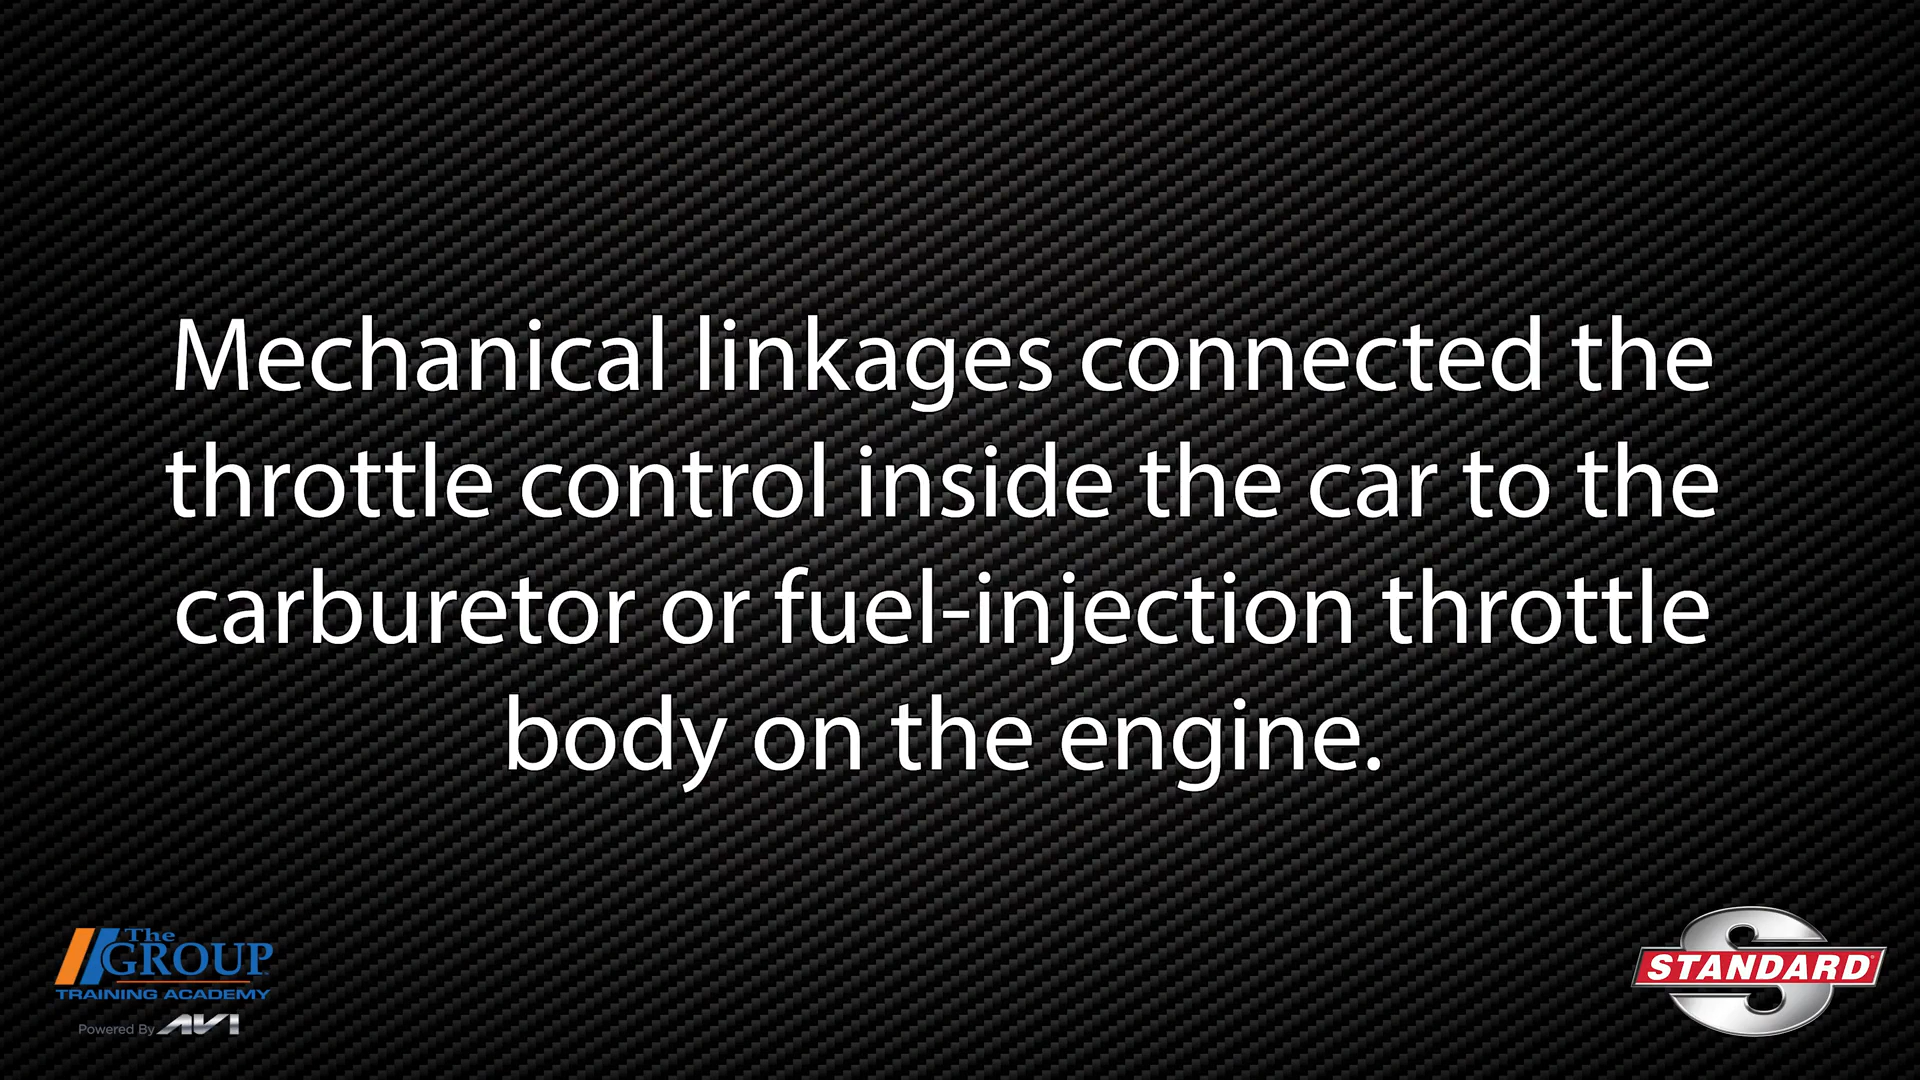 Mechanical linkages connected the
throttle control inside the car to the
carburetor or fuel-injection throttle
body on the engine.
The
GROUP
TRAINING ACADEMY
Powered By AVI
STANDARD